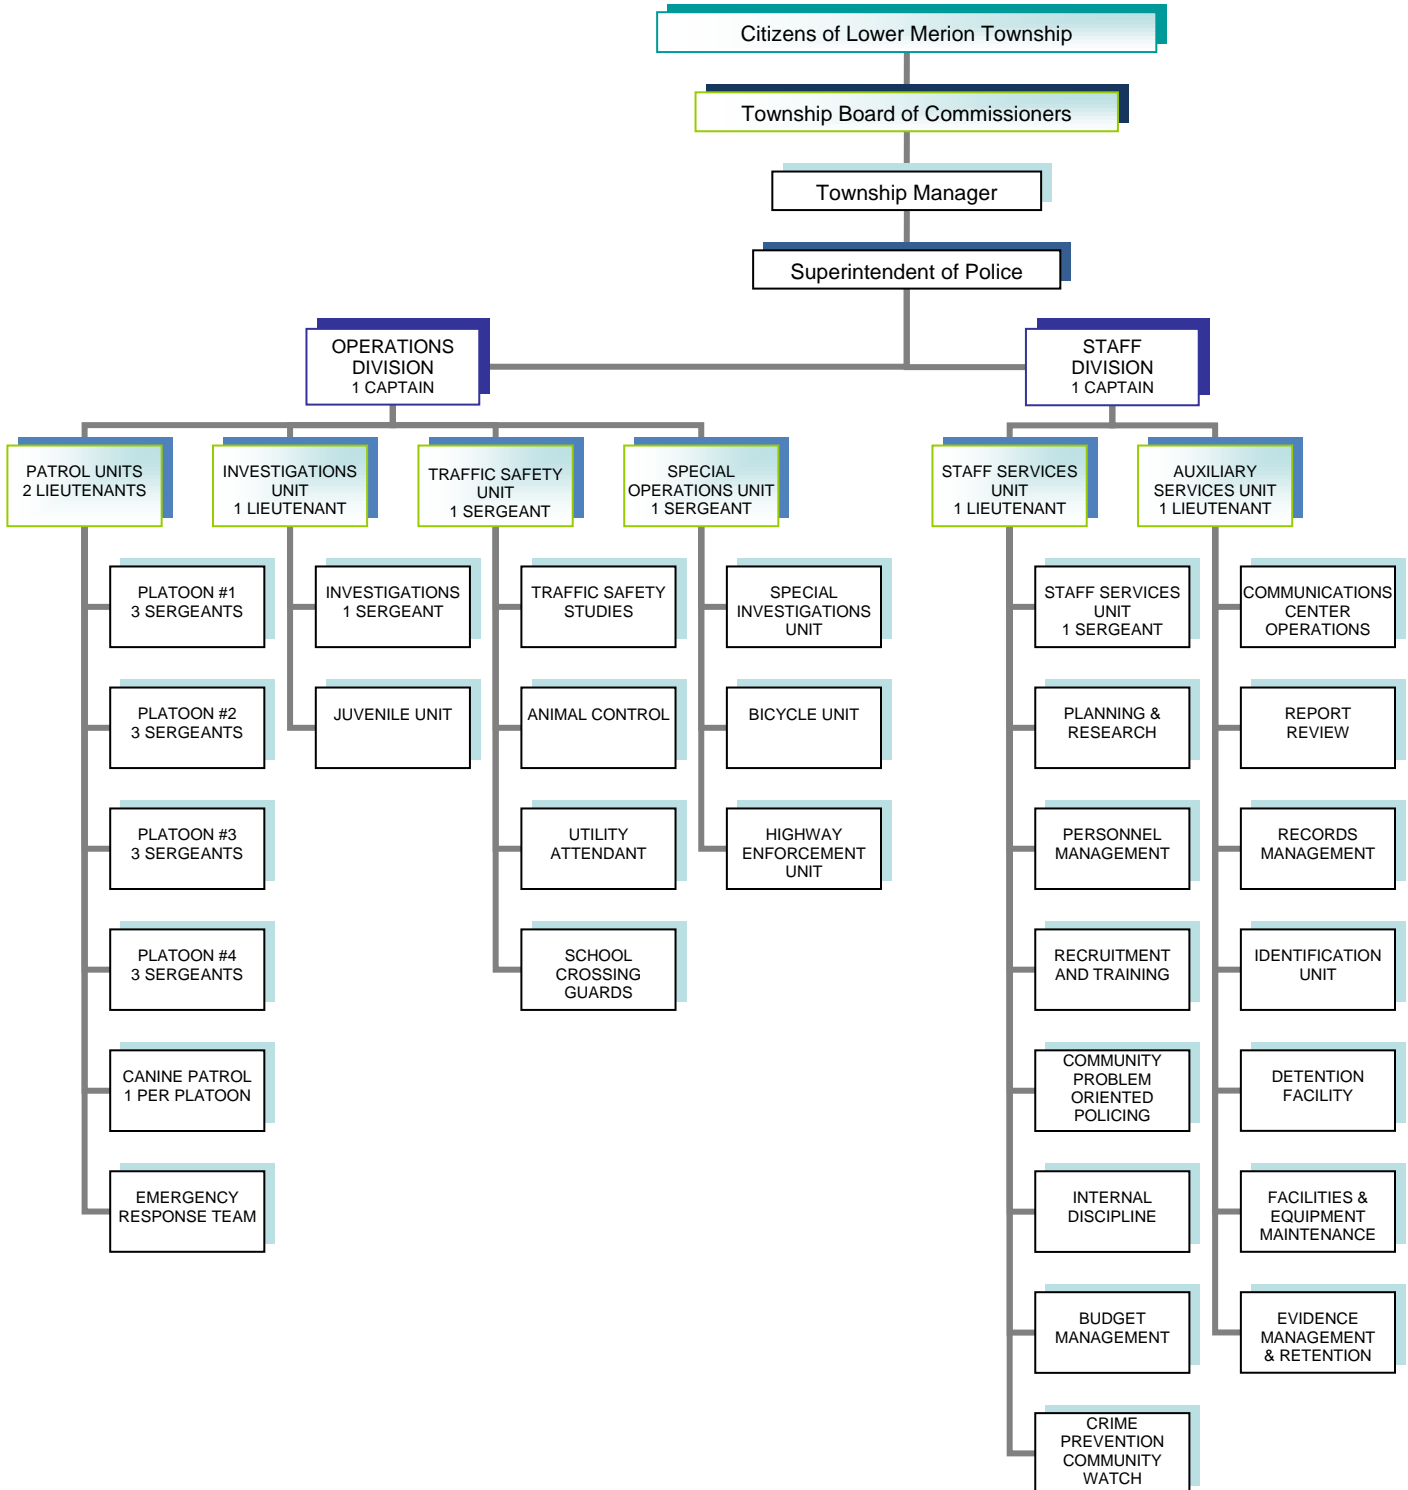 Citizens of Lower Merion Township
Township Board of Commissioners
Township Manager
Superintendent of Police
OPERATIONS
DIVISION
1 CAPTAIN
STAFF
DIVISION
1 CAPTAIN
PATROL UNITS
2 LIEUTENANTS
INVESTIGATIONS
UNIT
1 LIEUTENANT
TRAFFIC SAFETY
UNIT
1 SERGEANT
SPECIAL
OPERATIONS UNIT
1 SERGEANT
STAFF SERVICES
UNIT
1 LIEUTENANT
AUXILIARY
SERVICES UNIT
1 LIEUTENANT
PLATOON #1
3 SERGEANTS
INVESTIGATIONS
1 SERGEANT
TRAFFIC SAFETY
STUDIES
SPECIAL
INVESTIGATIONS
UNIT
STAFF SERVICES
UNIT
1 SERGEANT
COMMUNICATIONS
CENTER
OPERATIONS
PLATOON #2
3 SERGEANTS
JUVENILE UNIT
ANIMAL CONTROL
BICYCLE UNIT
PLANNING &
RESEARCH
REPORT
REVIEW
PLATOON #3
3 SERGEANTS
UTILITY
ATTENDANT
HIGHWAY
ENFORCEMENT
UNIT
PERSONNEL
MANAGEMENT
RECORDS
MANAGEMENT
PLATOON #4
3 SERGEANTS
SCHOOL
CROSSING
GUARDS
RECRUITMENT
AND TRAINING
IDENTIFICATION
UNIT
CANINE PATROL
1 PER PLATOON
COMMUNITY
PROBLEM
ORIENTED
POLICING
DETENTION
FACILITY
EMERGENCY
RESPONSE TEAM
INTERNAL
DISCIPLINE
FACILITIES &
EQUIPMENT
MAINTENANCE
BUDGET
MANAGEMENT
EVIDENCE
MANAGEMENT
& RETENTION
CRIME
PREVENTION
COMMUNITY
WATCH